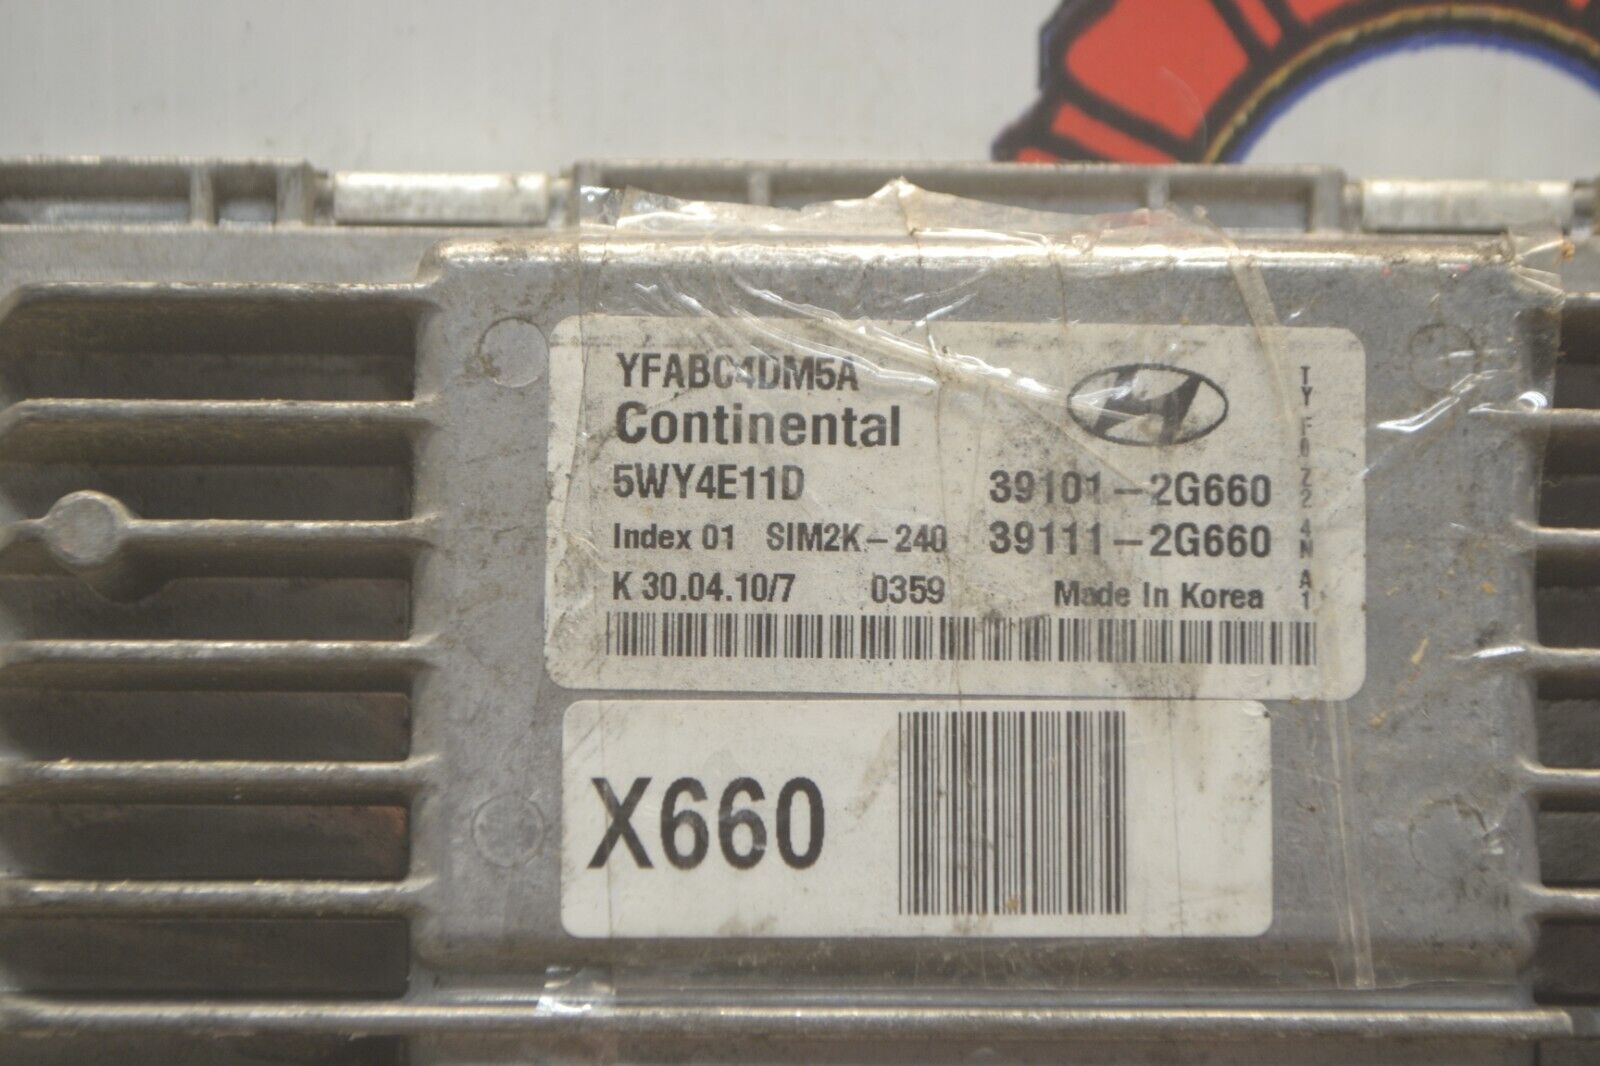 YFABC4DM5A
Continental
5WY4E11D 39101-2G660
Index 01 SIM2K-240 39111-2G660
K 30.04.10/7 0359 Made In Korea
TYF0Z24NA1
X660